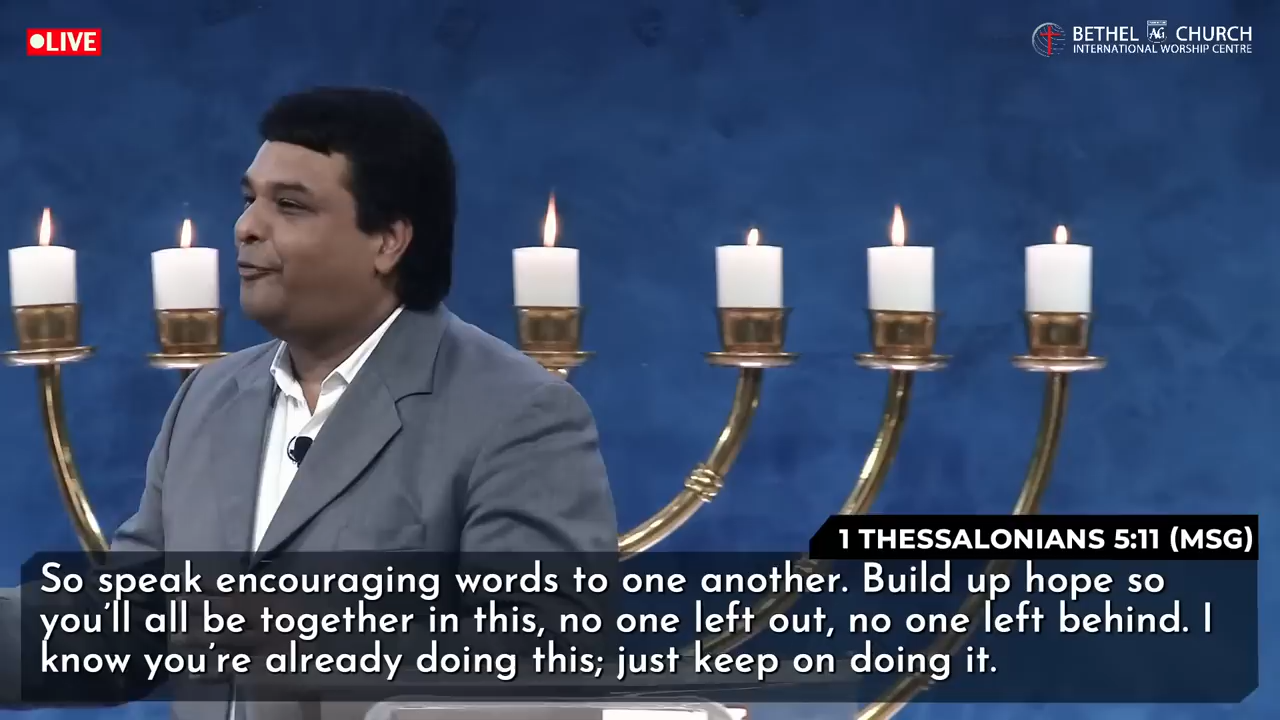 LIVE
BETHEL AG CHURCH
INTERNATIONAL WORSHIP CENTRE
1 THESSALONIANS 5:11 (MSG)
So speak encouraging words to one another. Build up hope so
you'll all be together in this, no one left out, no one left behind. I
know you're already doing this; just keep on doing it.